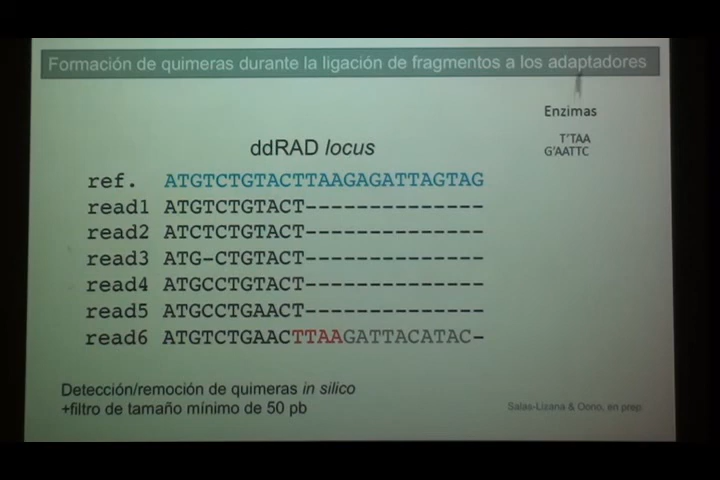 Formación de quimeras durante la ligación de fragmentos a los adaptadores
Enzimas
T'TAA
G'AATTC
ddRAD locus
ref. ATGTCTGTACTTAAGAGATTAGTAG
read1 ATGTCTGTACT--------------
read2 ATCTCTGTACT--------------
read3 ATG-CTGTACT--------------
read4 ATGCCTGTACT--------------
read5 ATGCCTGAACT--------------
read6 ATGTCTGAACTTAAGATTACATAC-
Detección/remoción de quimeras in silico
+filtro de tamaño mínimo de 50 pb
Salas-Lizana & Oono, en prep